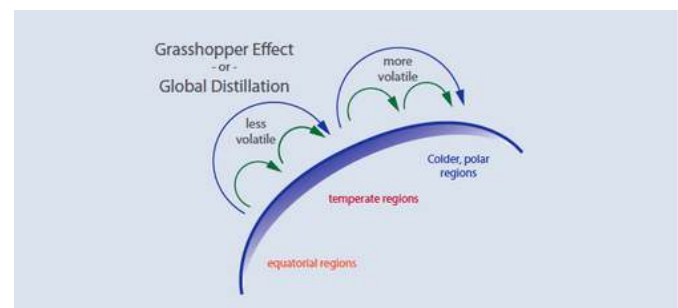 Grasshopper Effect
- or -
Global Distillation
more
volatile
less
volatile
Colder, polar
regions
temperate regions
equatorial regions